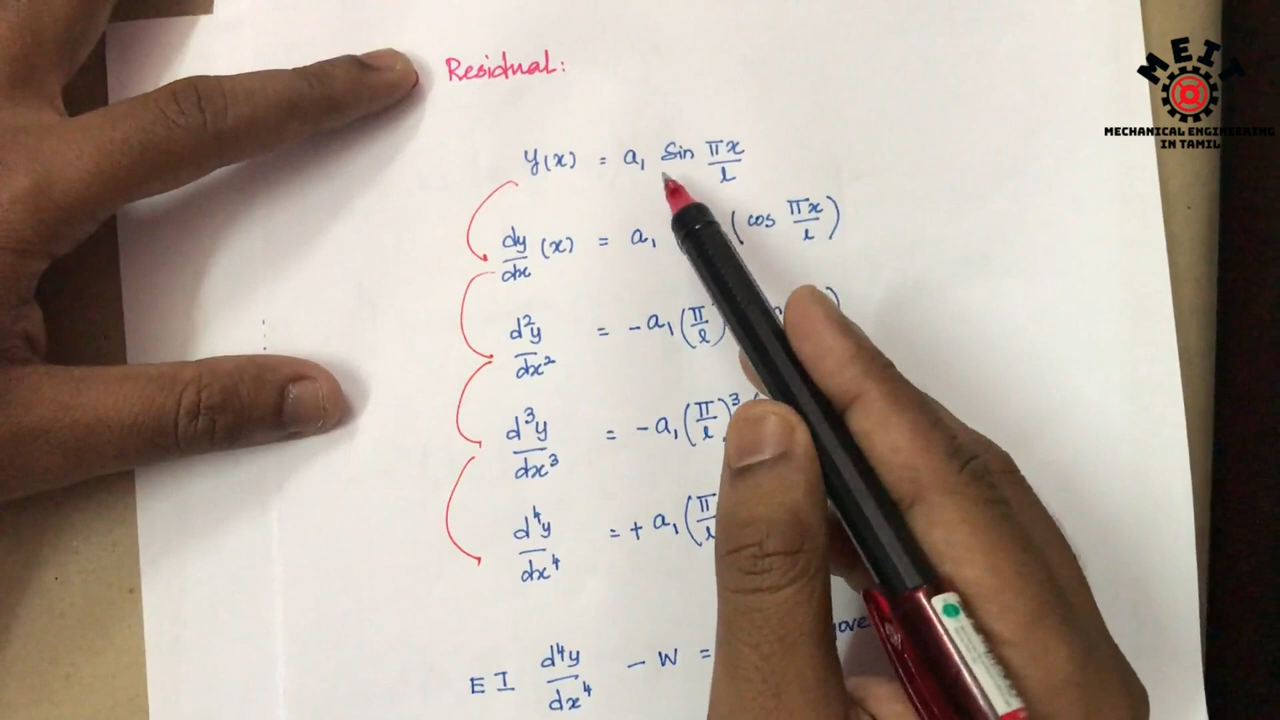 Residual:
MEIT
MECHANICAL ENGINEERING
IN TAMIL
y(x) = a₁ Sin πx/l
dy/dx (x) = a₁ (cos πx/l)
d²y/dx² = -a₁ (π/l) )
d³y/dx³ = -a₁ (π/l)³ (
d⁴y/dx⁴ = + a₁ (π/l
EI d⁴y/dx⁴ - W =